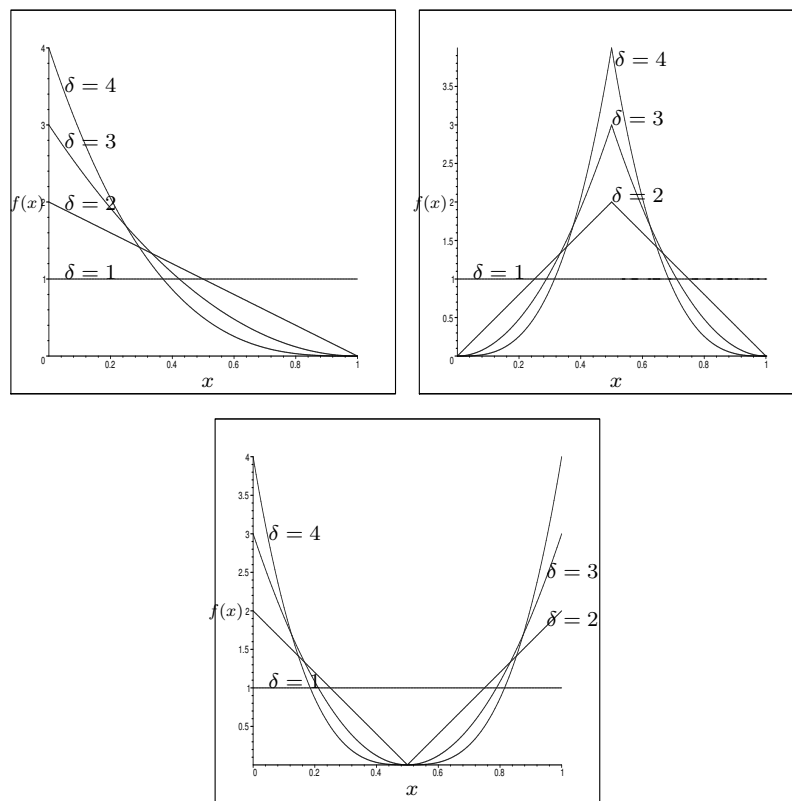 4
δ = 4
3
δ = 3
f(x) 2
δ = 2
1
δ = 1
0
0.2
0.4
0.6
0.8
1
x
4
δ = 4
3.5
δ = 3
3
2.5
δ = 2
f(x) 2
1.5
δ = 1
1
0.5
0
0.2
0.4
0.6
0.8
1
x
4
3.5
δ = 4
3
2.5
δ = 3
f(x) 2
δ = 2
1.5
δ = 1
1
0.5
0
0.2
0.4
0.6
0.8
1
x